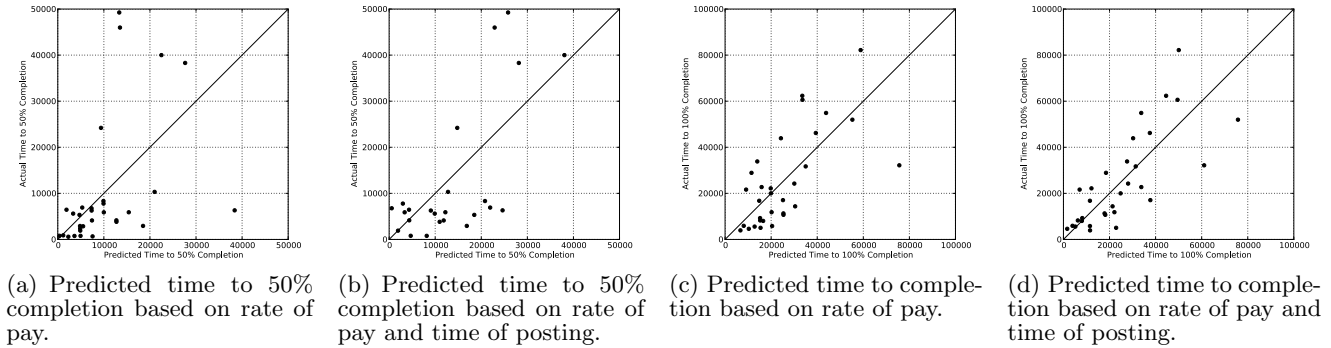 50000
40000
30000
20000
10000
0
Actual Time to 50% Completion
0 10000 20000 30000 40000 50000
Predicted Time to 50% Completion
(a) Predicted time to 50%
completion based on rate of
pay.
50000
40000
30000
20000
10000
0
Actual Time to 50% Completion
0 10000 20000 30000 40000 50000
Predicted Time to 50% Completion
(b) Predicted time to 50%
completion based on rate of
pay and time of posting.
100000
80000
60000
40000
20000
0
Actual Time to 100% Completion
0 20000 40000 60000 80000 100000
Predicted Time to 100% Completion
(c) Predicted time to comple-
tion based on rate of pay.
100000
80000
60000
40000
20000
0
Actual Time to 100% Completion
0 20000 40000 60000 80000 100000
Predicted Time to 100% Completion
(d) Predicted time to comple-
tion based on rate of pay and
time of posting.